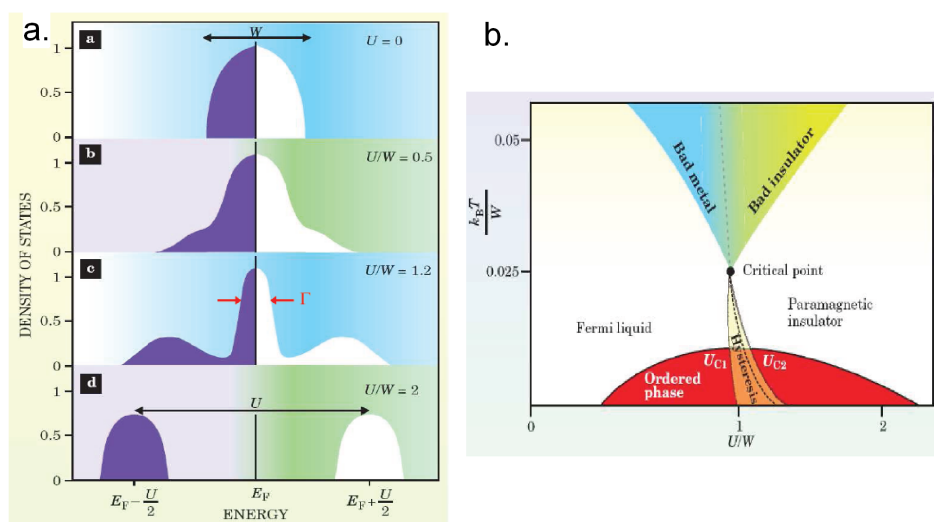 a.
a
W
U = 0
1
0.5
0
b
U/W = 0.5
1
0.5
0
c
U/W = 1.2
1
Γ
0.5
0
d
U/W = 2
1
U
0.5
0
DENSITY OF STATES
E_F − U/2
E_F
E_F + U/2
ENERGY
b.
0.05
Bad metal
Bad insulator
k_BT/W
0.025
Critical point
Paramagnetic
insulator
Fermi liquid
U_C1
U_C2
Hysteresis
Ordered
phase
0
1
2
U/W